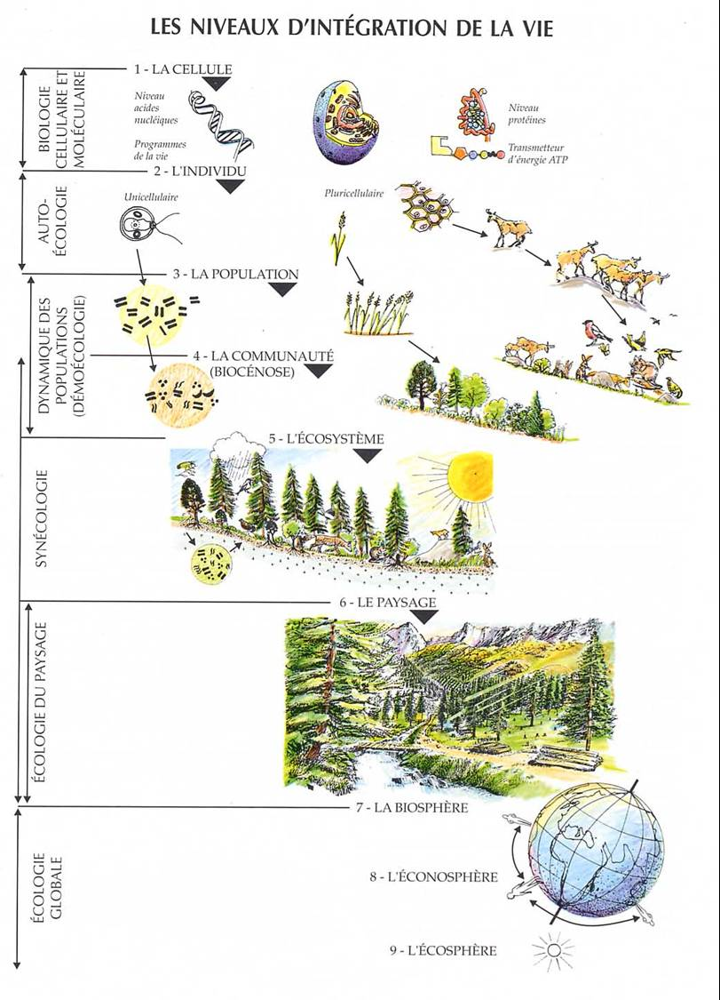 LES NIVEAUX D'INTÉGRATION DE LA VIE
1 - LA CELLULE
BIOLOGIE
CELLULAIRE ET
MOLÉCULAIRE
Niveau
acides
nucléiques
Programmes
de la vie
Niveau
protéines
Transmetteur
d'énergie ATP
2 - L'INDIVIDU
AUTO-
ÉCOLOGIE
Unicellulaire
Pluricellulaire
3 - LA POPULATION
DYNAMIQUE DES
POPULATIONS
(DÉMOÉCOLOGIE)
4 - LA COMMUNAUTÉ
(BIOCÉNOSE)
5 - L'ÉCOSYSTÈME
SYNÉCOLOGIE
6 - LE PAYSAGE
ÉCOLOGIE DU PAYSAGE
7 - LA BIOSPHÈRE
ÉCOLOGIE
GLOBALE
8 - L'ÉCONOSPHÈRE
9 - L'ÉCOSPHÈRE